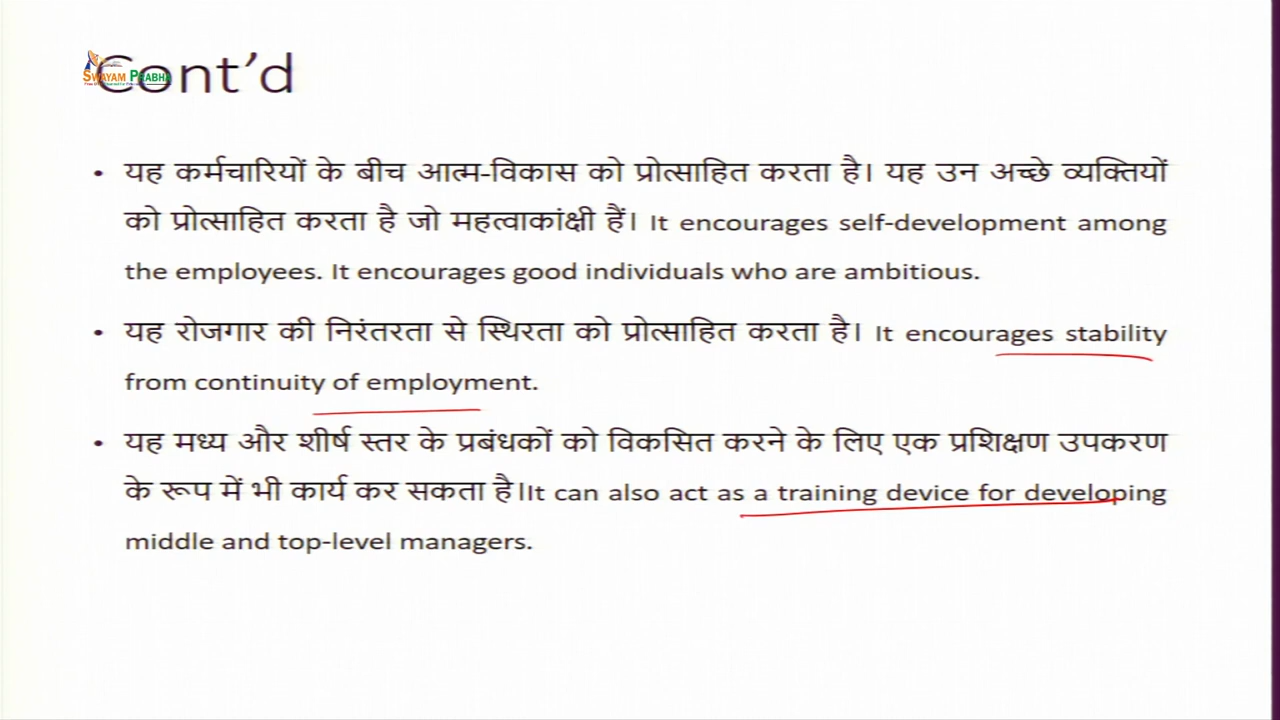 Cont'd
SWAYAM PRABHA
• यह कर्मचारियों के बीच आत्म-विकास को प्रोत्साहित करता है। यह उन अच्छे व्यक्तियों
को प्रोत्साहित करता है जो महत्वाकांक्षी हैं। It encourages self-development among
the employees. It encourages good individuals who are ambitious.
• यह रोजगार की निरंतरता से स्थिरता को प्रोत्साहित करता है। It encourages stability
from continuity of employment.
• यह मध्य और शीर्ष स्तर के प्रबंधकों को विकसित करने के लिए एक प्रशिक्षण उपकरण
के रूप में भी कार्य कर सकता है।It can also act as a training device for developing
middle and top-level managers.